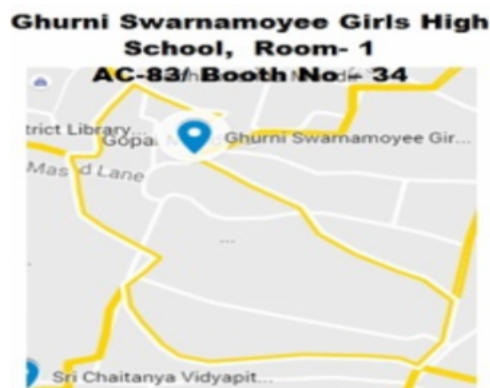 Ghurni Swarnamoyee Girls High
School, Room- 1
AC-83/ Booth No - 34
trict Library...
Gopal
Ghurni Swarnamoyee Gir...
Masjid Lane
Sri Chaitanya Vidyapit...